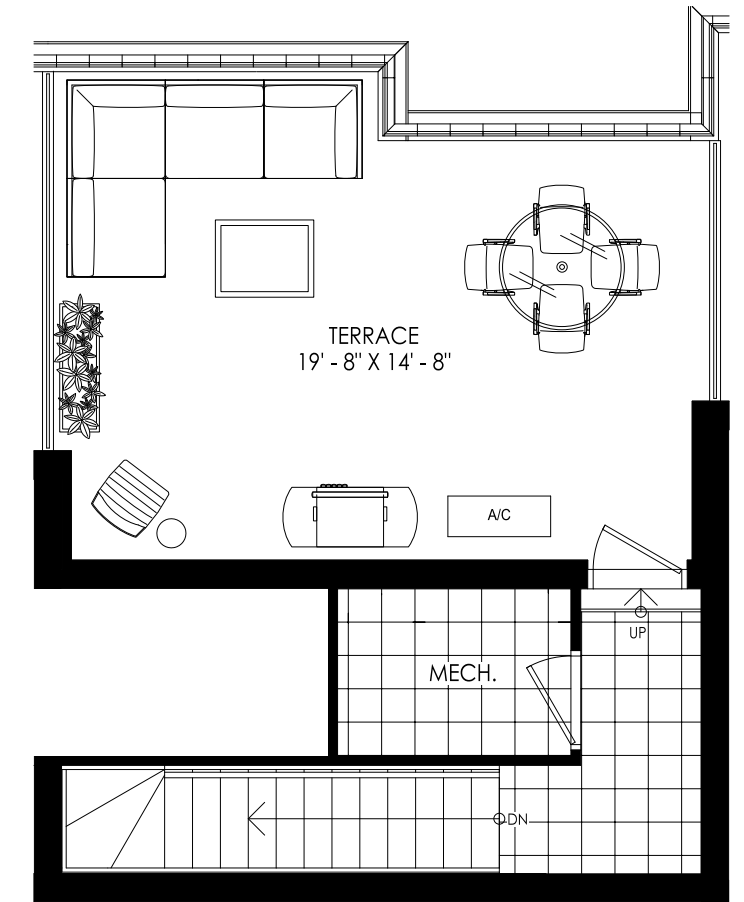 TERRACE
19' - 8" X 14' - 8"
A/C
UP
MECH.
DN